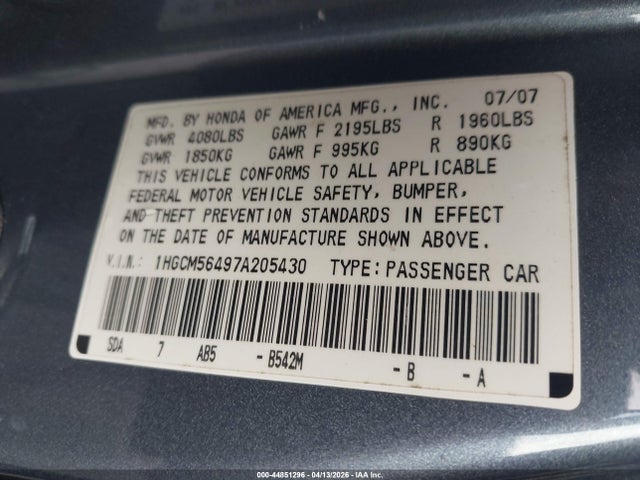 MFD. BY HONDA OF AMERICA MFG., INC. 07/07
GVWR 4080LBS GAWR F 2195LBS R 1960LBS
GVWR 1850KG GAWR F 995KG R 890KG
THIS VEHICLE CONFORMS TO ALL APPLICABLE
FEDERAL MOTOR VEHICLE SAFETY, BUMPER,
AND THEFT PREVENTION STANDARDS IN EFFECT
ON THE DATE OF MANUFACTURE SHOWN ABOVE.
V.I.N.: 1HGCM56497A205430 TYPE: PASSENGER CAR
SDA 7 AB5 - B542M - B - A
000-44851296 - 04/13/2026 - IAA Inc.